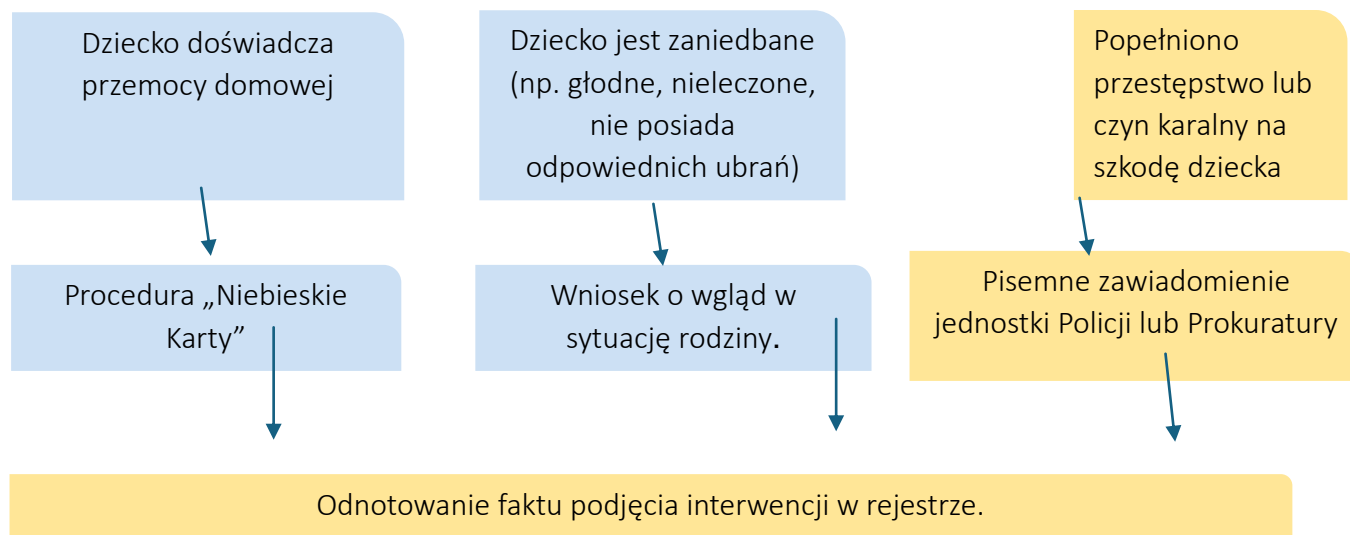 Dziecko doświadcza
przemocy domowej
Dziecko jest zaniedbane
(np. głodne, nieleczone,
nie posiada
odpowiednich ubrań)
Popełniono
przestępstwo lub
czyn karalny na
szkodę dziecka
Procedura „Niebieskie
Karty”
Wniosek o wgląd w
sytuację rodziny.
Pisemne zawiadomienie
jednostki Policji lub Prokuratury
Odnotowanie faktu podjęcia interwencji w rejestrze.